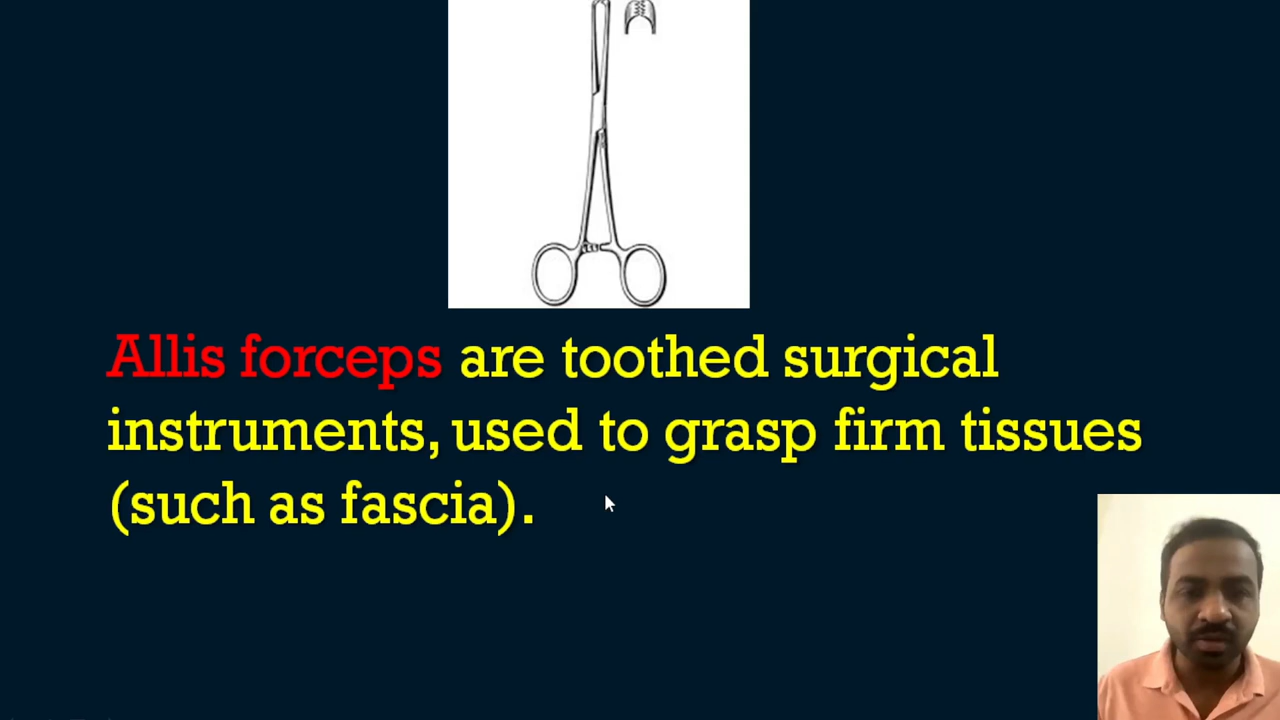 Allis forceps are toothed surgical
instruments, used to grasp firm tissues
(such as fascia).